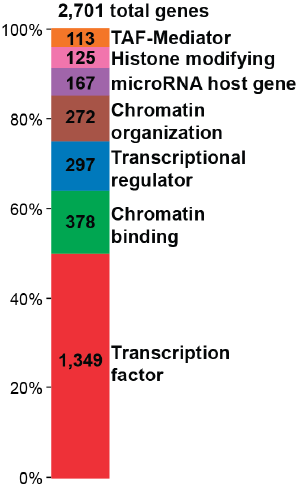 2,701 total genes
100%
113 TAF-Mediator
125 Histone modifying
167 microRNA host gene
80%
272 Chromatin
organization
297 Transcriptional
regulator
60%
378 Chromatin
binding
40%
1,349 Transcription
factor
20%
0%